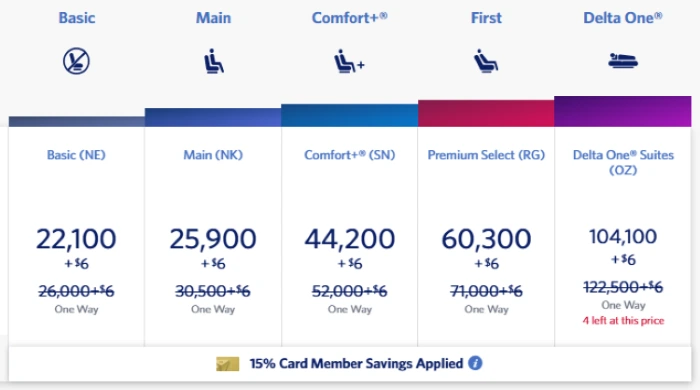 Basic
Main
Comfort+®
First
Delta One®
Basic (NE)
Main (NK)
Comfort+® (SN)
Premium Select (RG)
Delta One® Suites
(OZ)
22,100
+$6
26,000+$6
One Way
25,900
+$6
30,500+$6
One Way
44,200
+$6
52,000+$6
One Way
60,300
+$6
71,000+$6
One Way
104,100
+$6
122,500+$6
One Way
4 left at this price
15% Card Member Savings Applied i